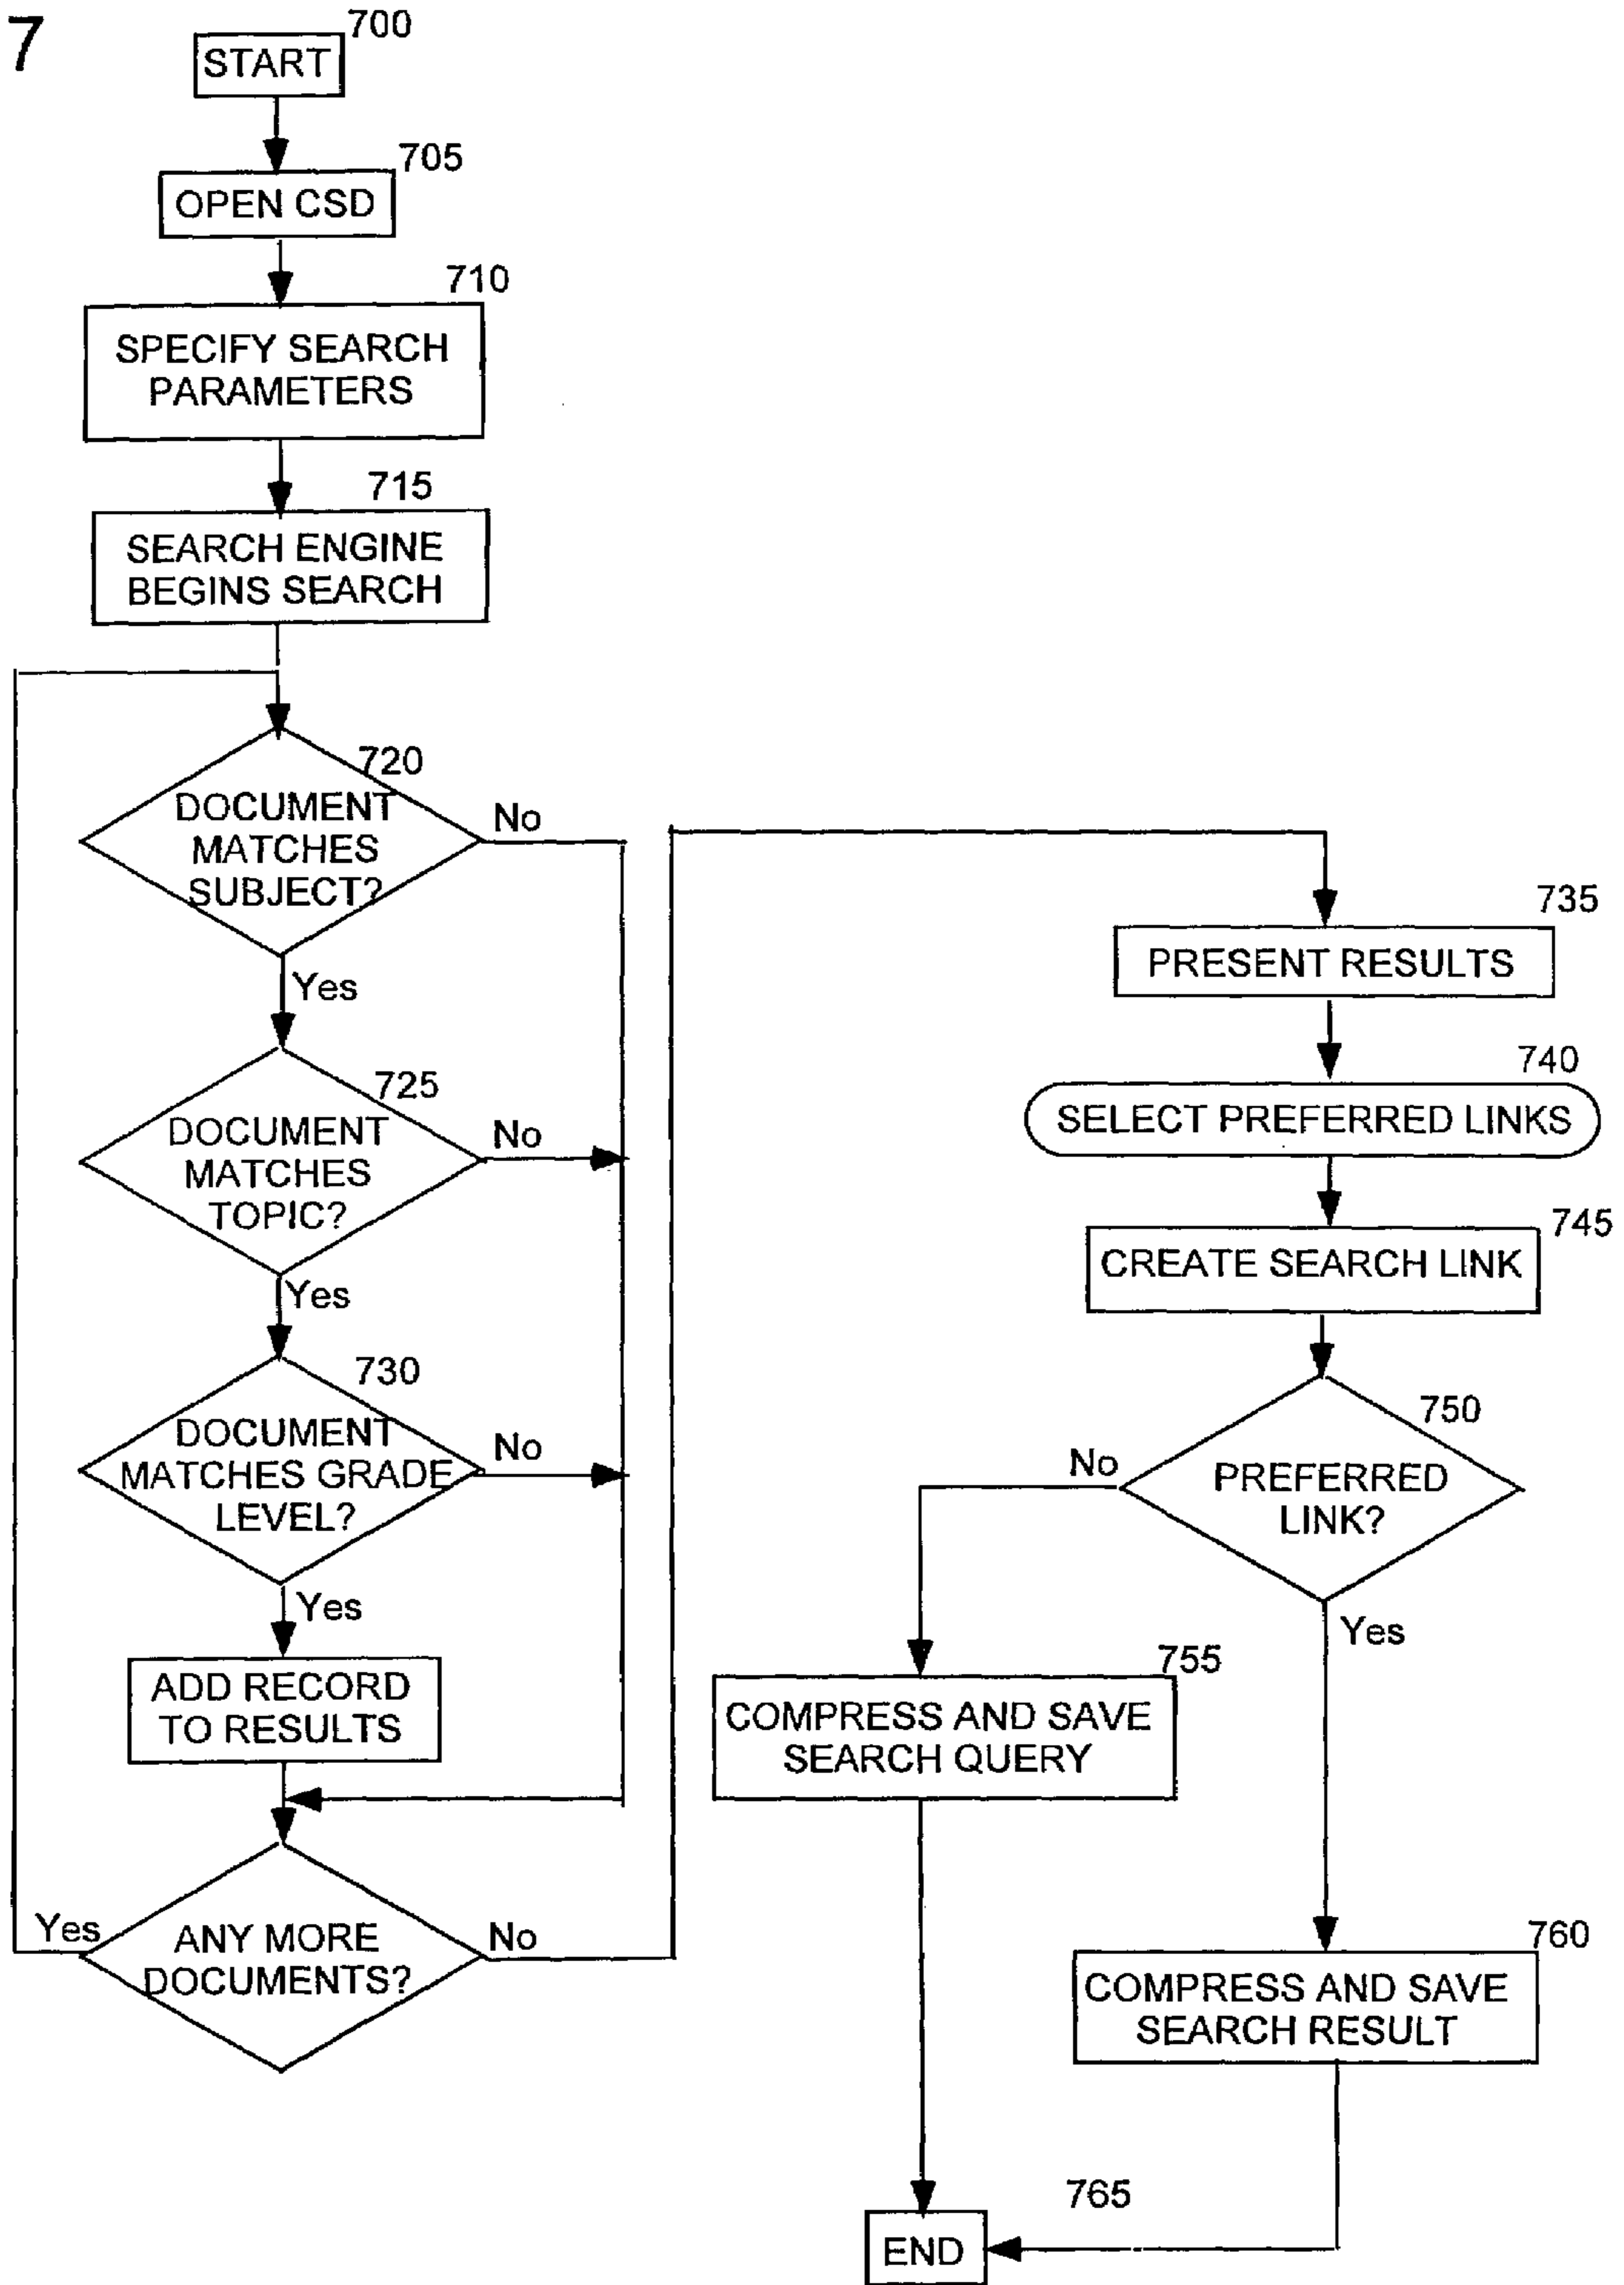 7
700
START
705
OPEN CSD
710
SPECIFY SEARCH
PARAMETERS
715
SEARCH ENGINE
BEGINS SEARCH
720
DOCUMENT
MATCHES
SUBJECT?
No
Yes
725
DOCUMENT
MATCHES
TOPIC?
No
Yes
730
DOCUMENT
MATCHES GRADE
LEVEL?
No
Yes
ADD RECORD
TO RESULTS
Yes
ANY MORE
DOCUMENTS?
No
735
PRESENT RESULTS
740
SELECT PREFERRED LINKS
745
CREATE SEARCH LINK
750
PREFERRED
LINK?
No
Yes
755
COMPRESS AND SAVE
SEARCH QUERY
760
COMPRESS AND SAVE
SEARCH RESULT
765
END